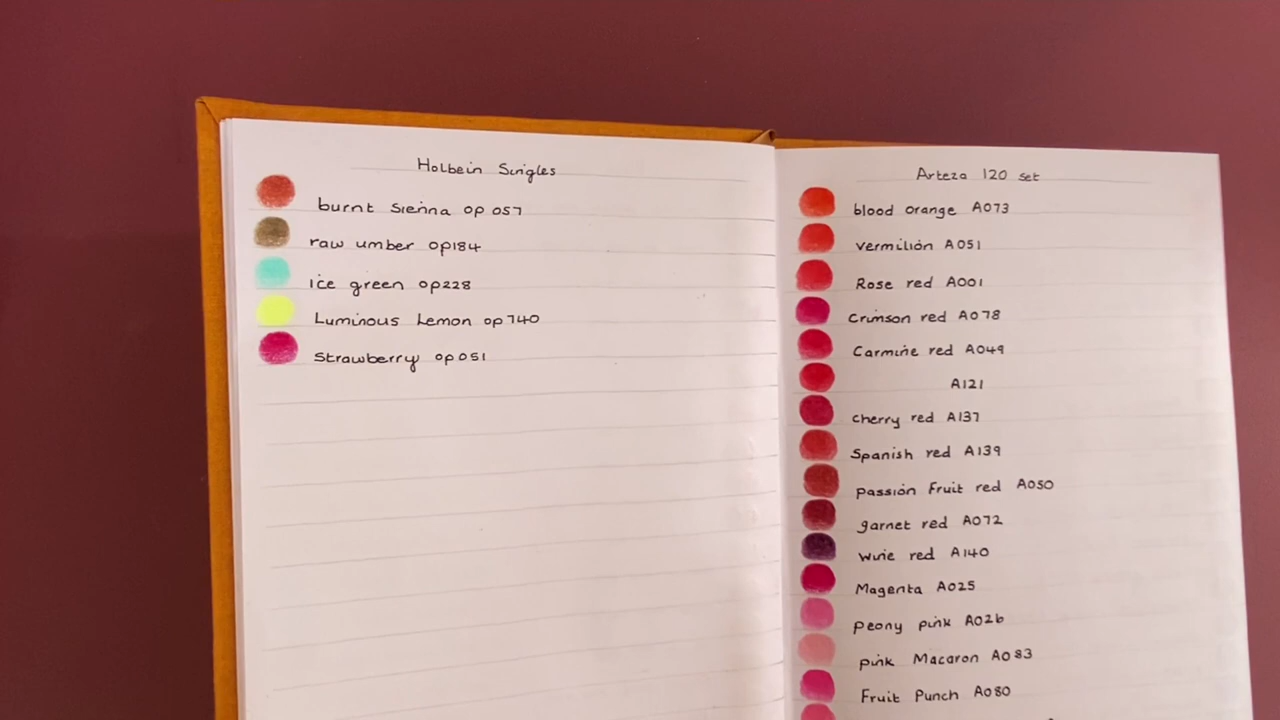 Holbein Singles
burnt Sienna op 057
raw umber op184
ice green op228
Luminous Lemon op740
Strawberry op051
Arteza 120 set
blood orange A073
vermilion A051
Rose red A001
Crimson red A078
Carmine red A049
A121
cherry red A137
Spanish red A139
passion Fruit red A050
garnet red A072
wine red A140
Magenta A025
peony pink A026
pink Macaron A083
Fruit Punch A080